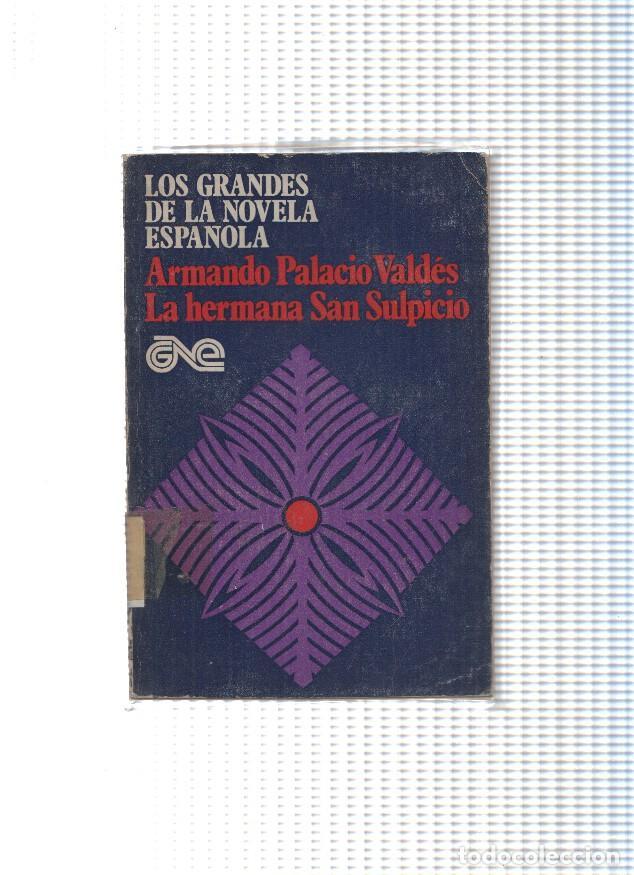 LOS GRANDES
DE LA NOVELA
ESPAÑOLA
Armando Palacio Valdés
La hermana San Sulpicio
GNE
todocoleccion